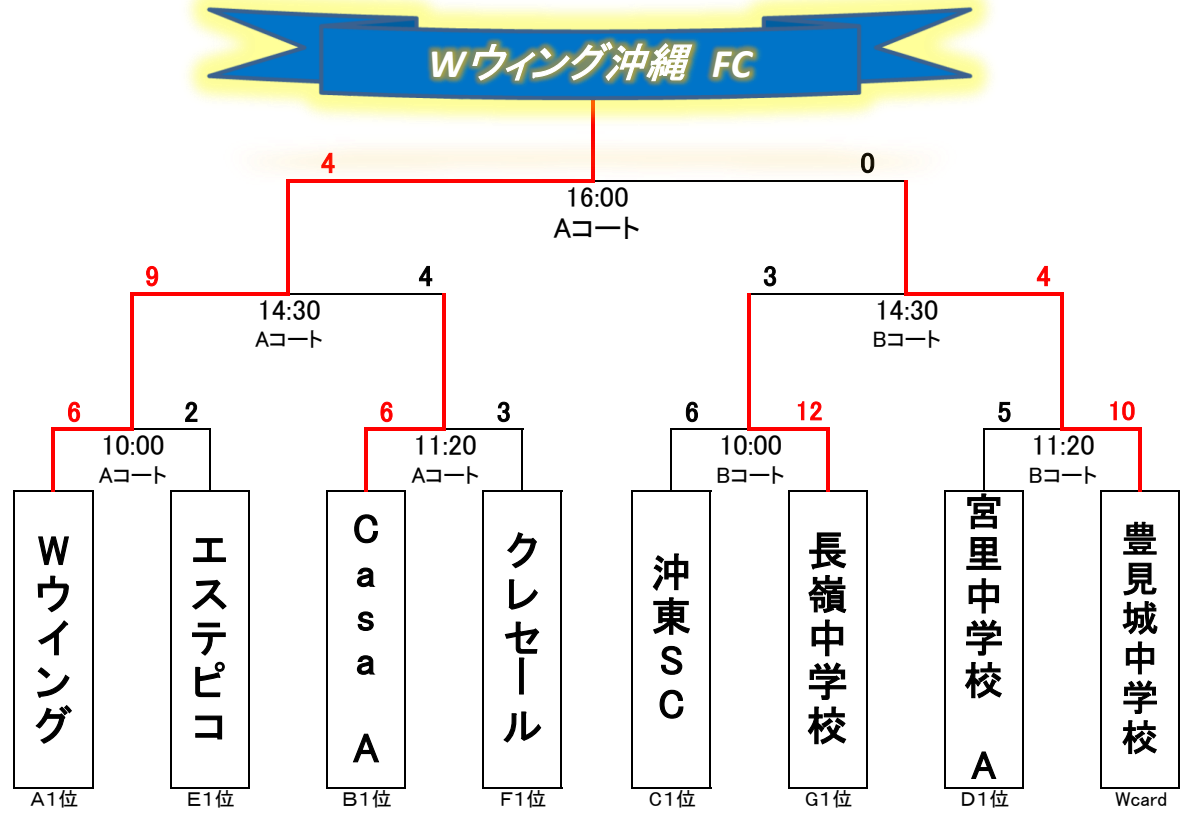 Wウィング沖縄 FC
4 0
16:00
Aコート
9 4 3 4
14:30 14:30
Aコート Bコート
6 2 6 3 6 12 5 10
10:00 11:20 10:00 11:20
Aコート Aコート Bコート Bコート
Wウイング
エステピコ
Casa A
クレセール
沖東SC
長嶺中学校
宮里中学校 A
豊見城中学校
A1位 E1位 B1位 F1位 C1位 G1位 D1位 Wcard